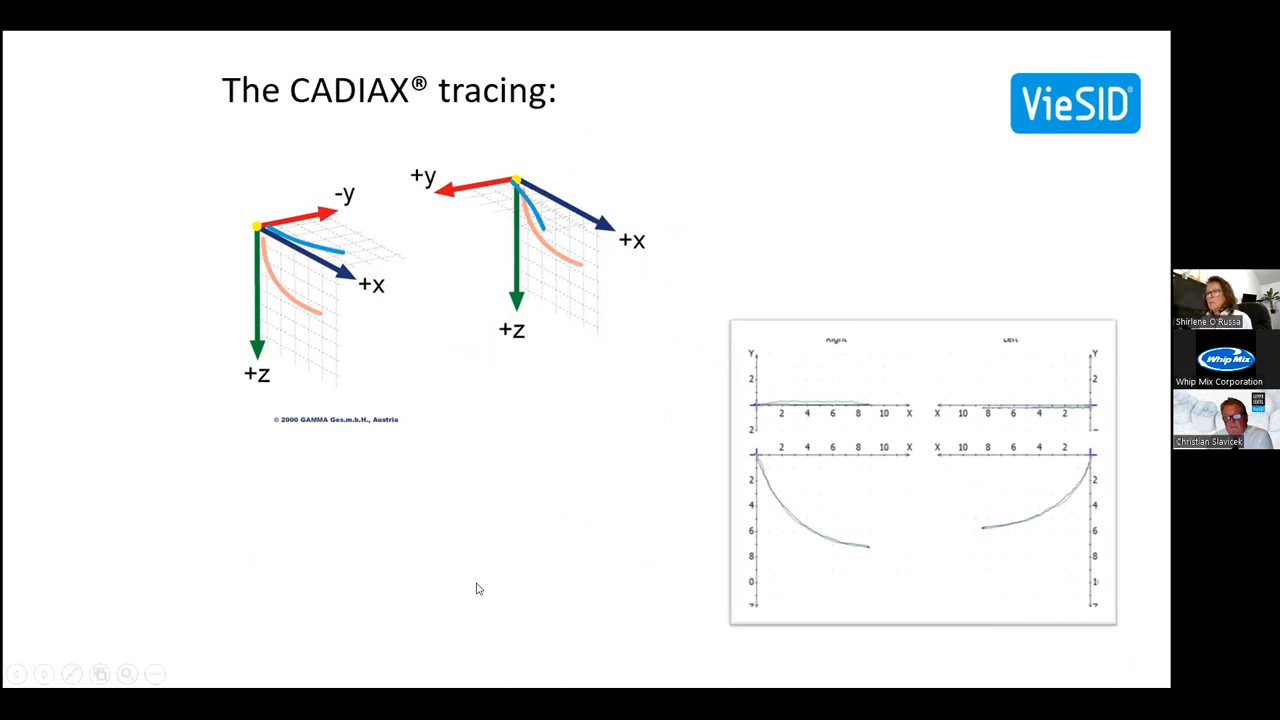 The CADIAX® tracing:
VieSID®
-y
+x
+z
+y
+x
+z
© 2000 GAMMA Ges.m.b.H., Austria
Right
Left
Y
Y
2
2
2 4 6 8 10 X
X 10 8 6 4 2
2
2 4 6 8 10 X
X 10 8 6 4 2
2
2
4
4
6
6
8
8
0
1
Shirlene O'Russa
Whip Mix
Whip Mix Corporation
Christian Slavicek